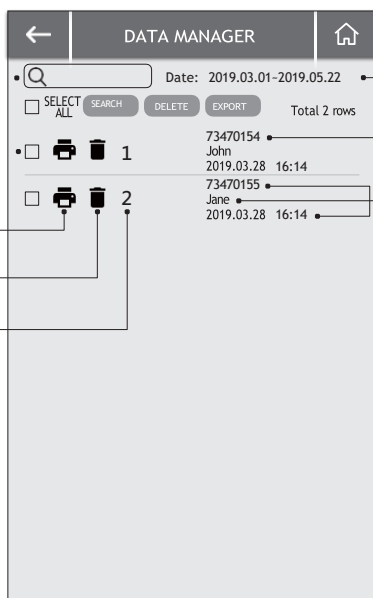 DATA MANAGER
Date: 2019.03.01~2019.05.22
SELECT ALL SEARCH DELETE EXPORT Total 2 rows
73470154
1 John
2019.03.28 16:14
73470155
2 Jane
2019.03.28 16:14